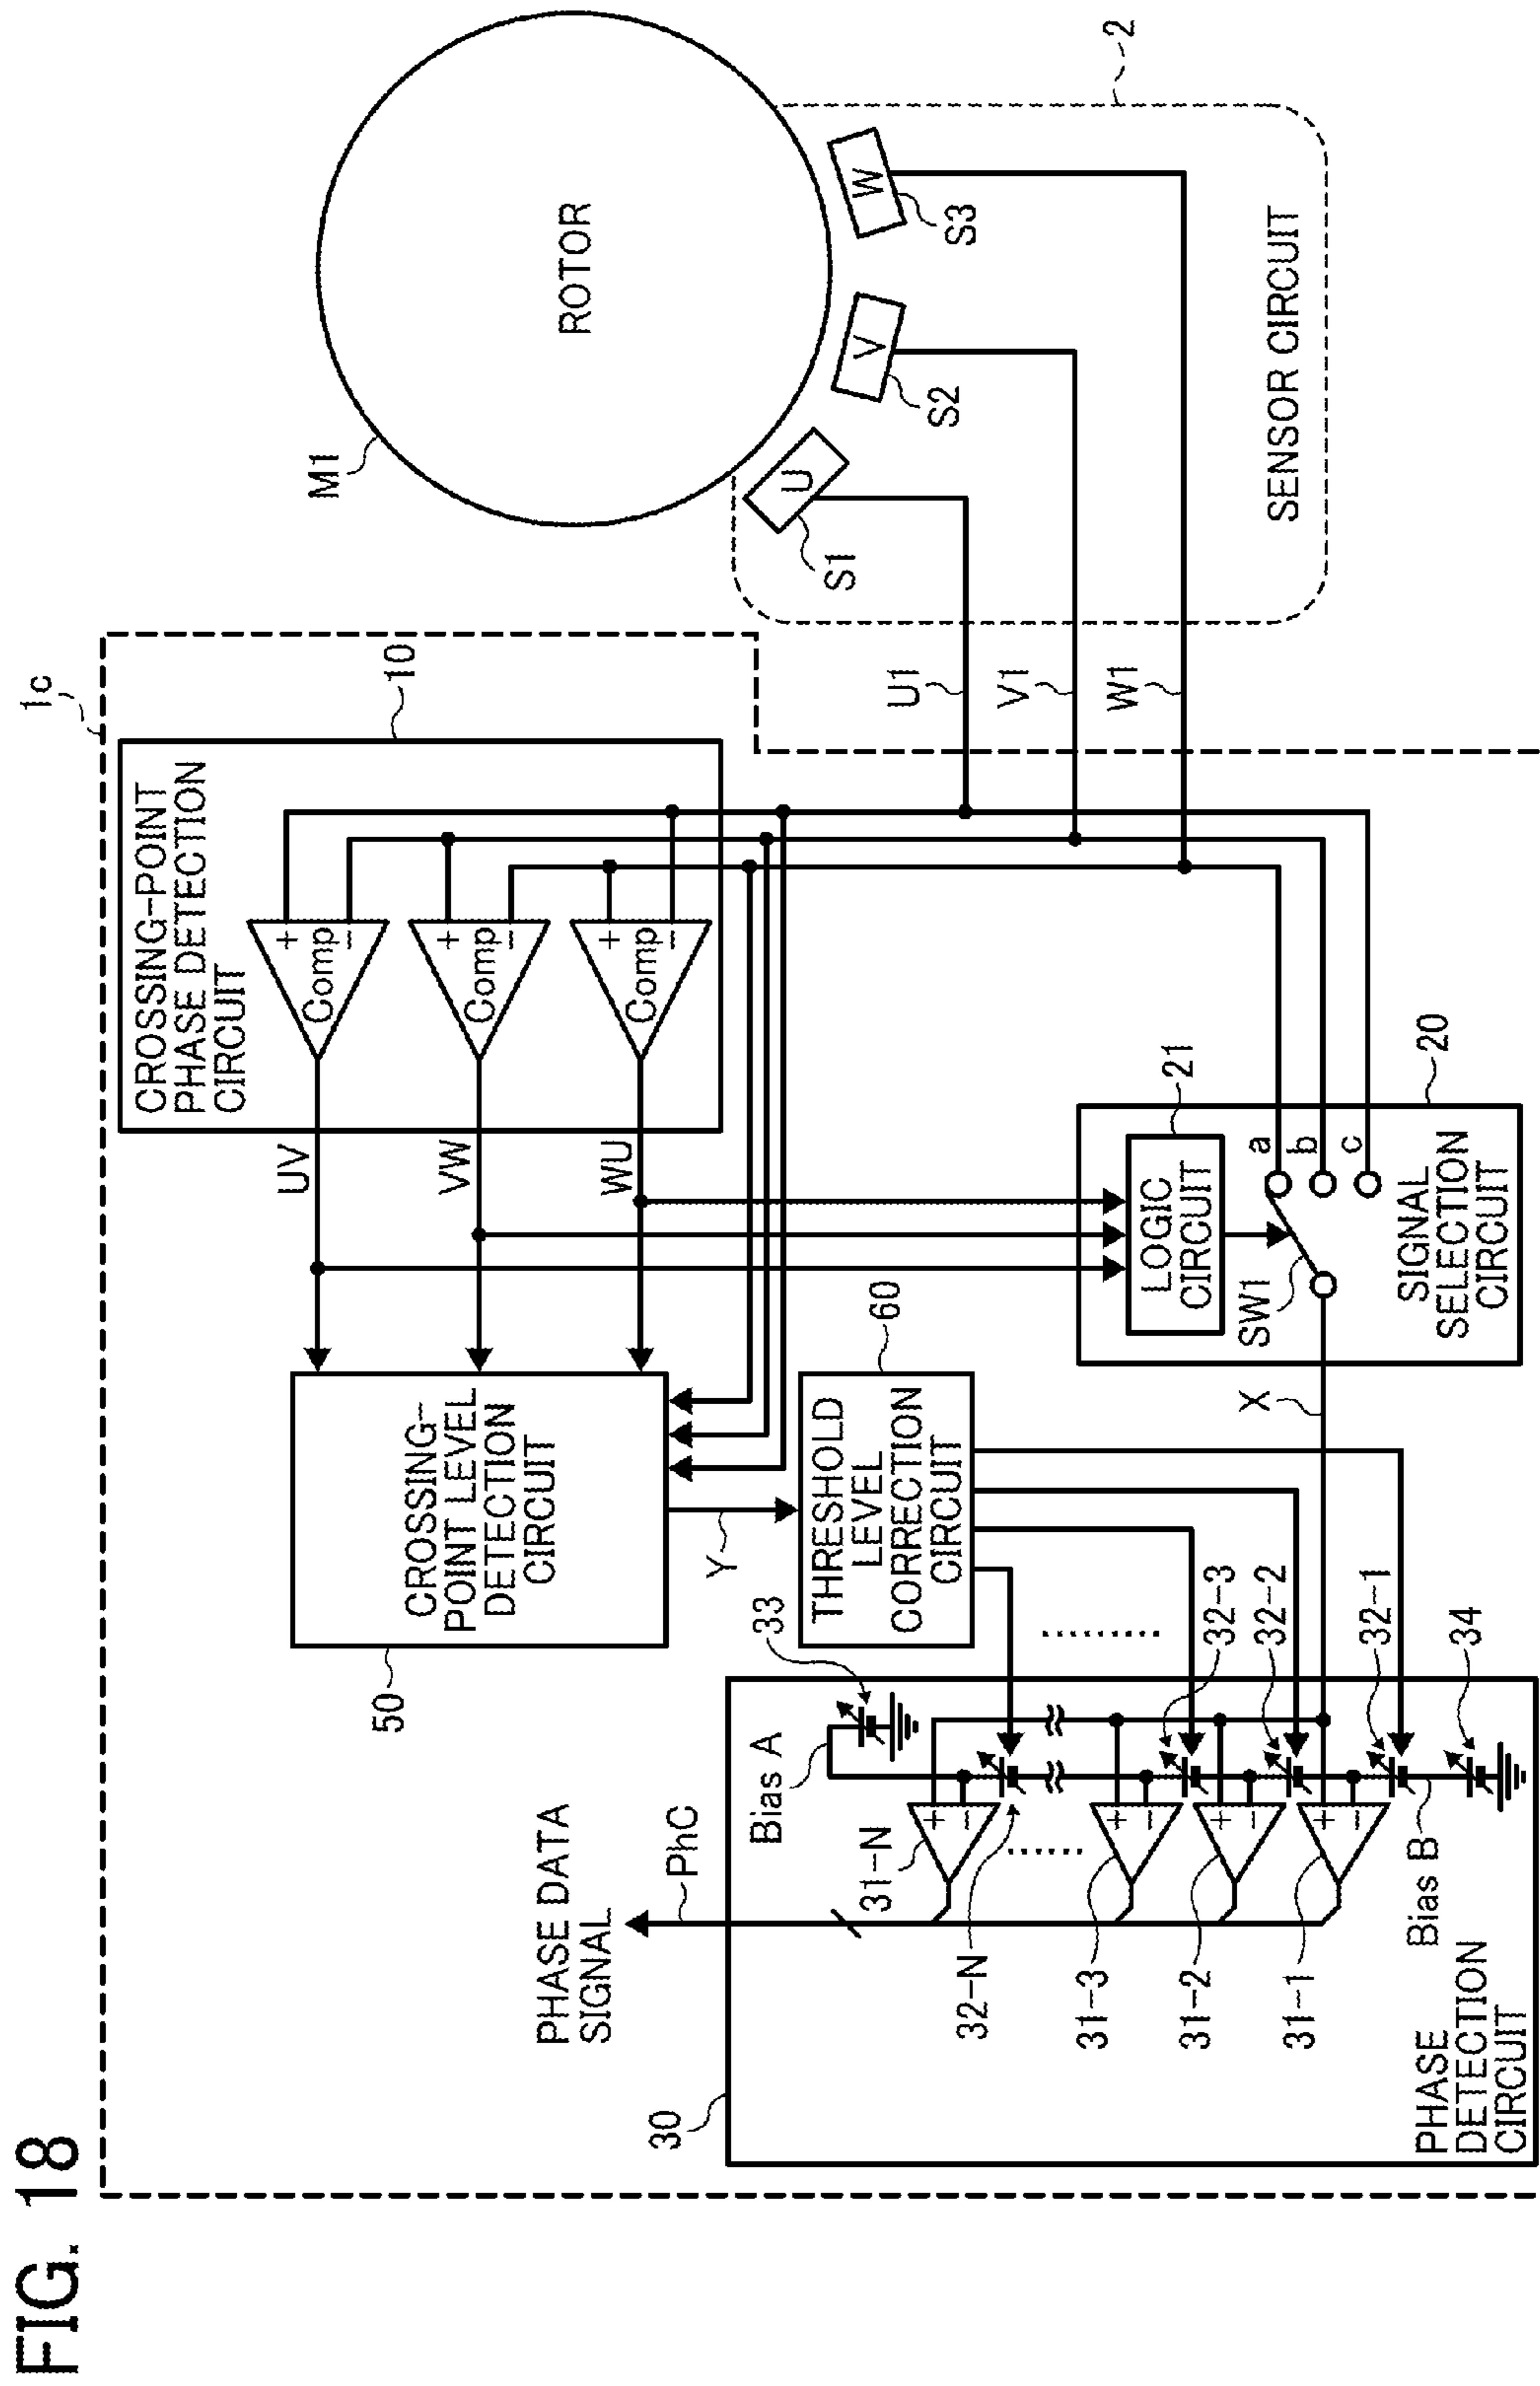 FIG. 18
1c
CROSSING-POINT
PHASE DETECTION
CIRCUIT
10
+
−
Comp
+
−
Comp
+
−
Comp
UV
VW
WU
M1
ROTOR
U
V
W
S1
S2
S3
2
SENSOR CIRCUIT
U1
V1
W1
CROSSING-
POINT LEVEL
DETECTION
CIRCUIT
50
Y
THRESHOLD
LEVEL
CORRECTION
CIRCUIT
60
LOGIC
CIRCUIT
21
20
a
b
c
SW1
SIGNAL
SELECTION
CIRCUIT
X
PHASE DATA
SIGNAL
PhC
30
Bias A
33
31-N
+
−
32-N
31-3
+
−
32-3
31-2
+
−
32-2
31-1
+
−
32-1
34
Bias B
PHASE
DETECTION
CIRCUIT